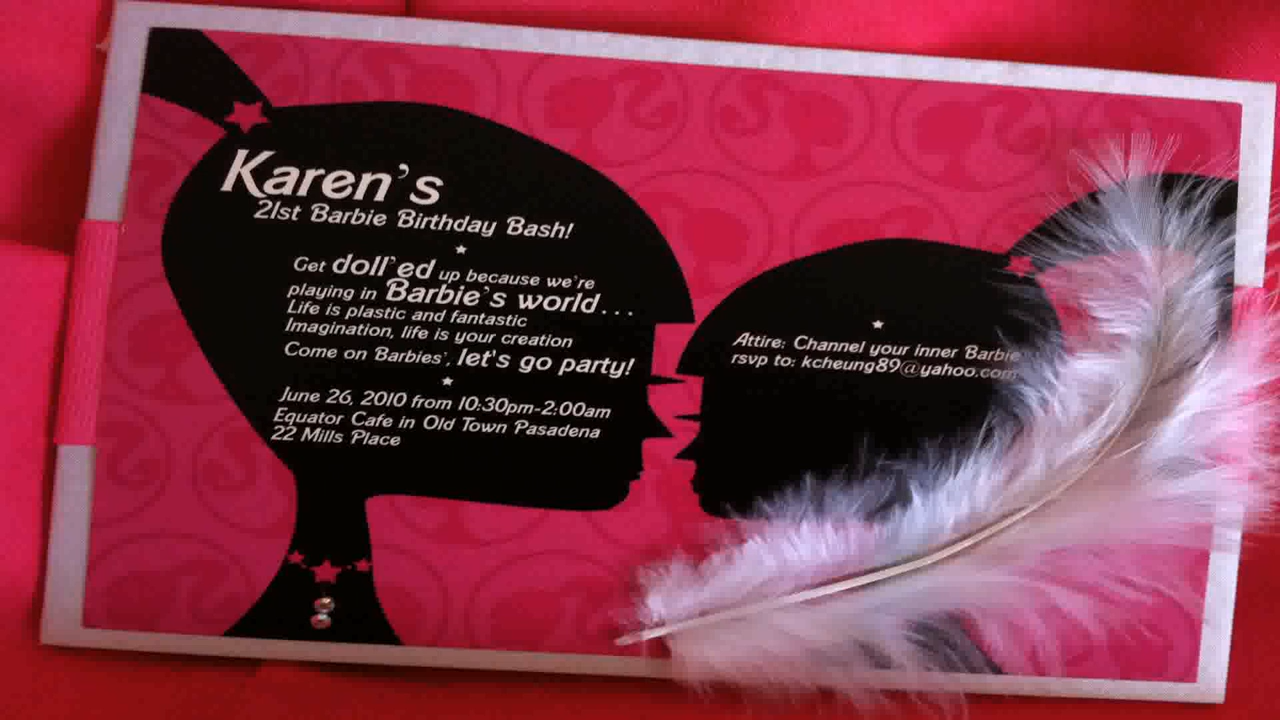 Karen's
21st Barbie Birthday Bash!
Get doll'ed up because we're
playing in Barbie's world...
Life is plastic and fantastic
Imagination, life is your creation
Come on Barbies', let's go party!
June 26, 2010 from 10:30pm-2:00am
Equator Cafe in Old Town Pasadena
22 Mills Place
Attire: Channel your inner Barbie
rsvp to: kcheung89@yahoo.com